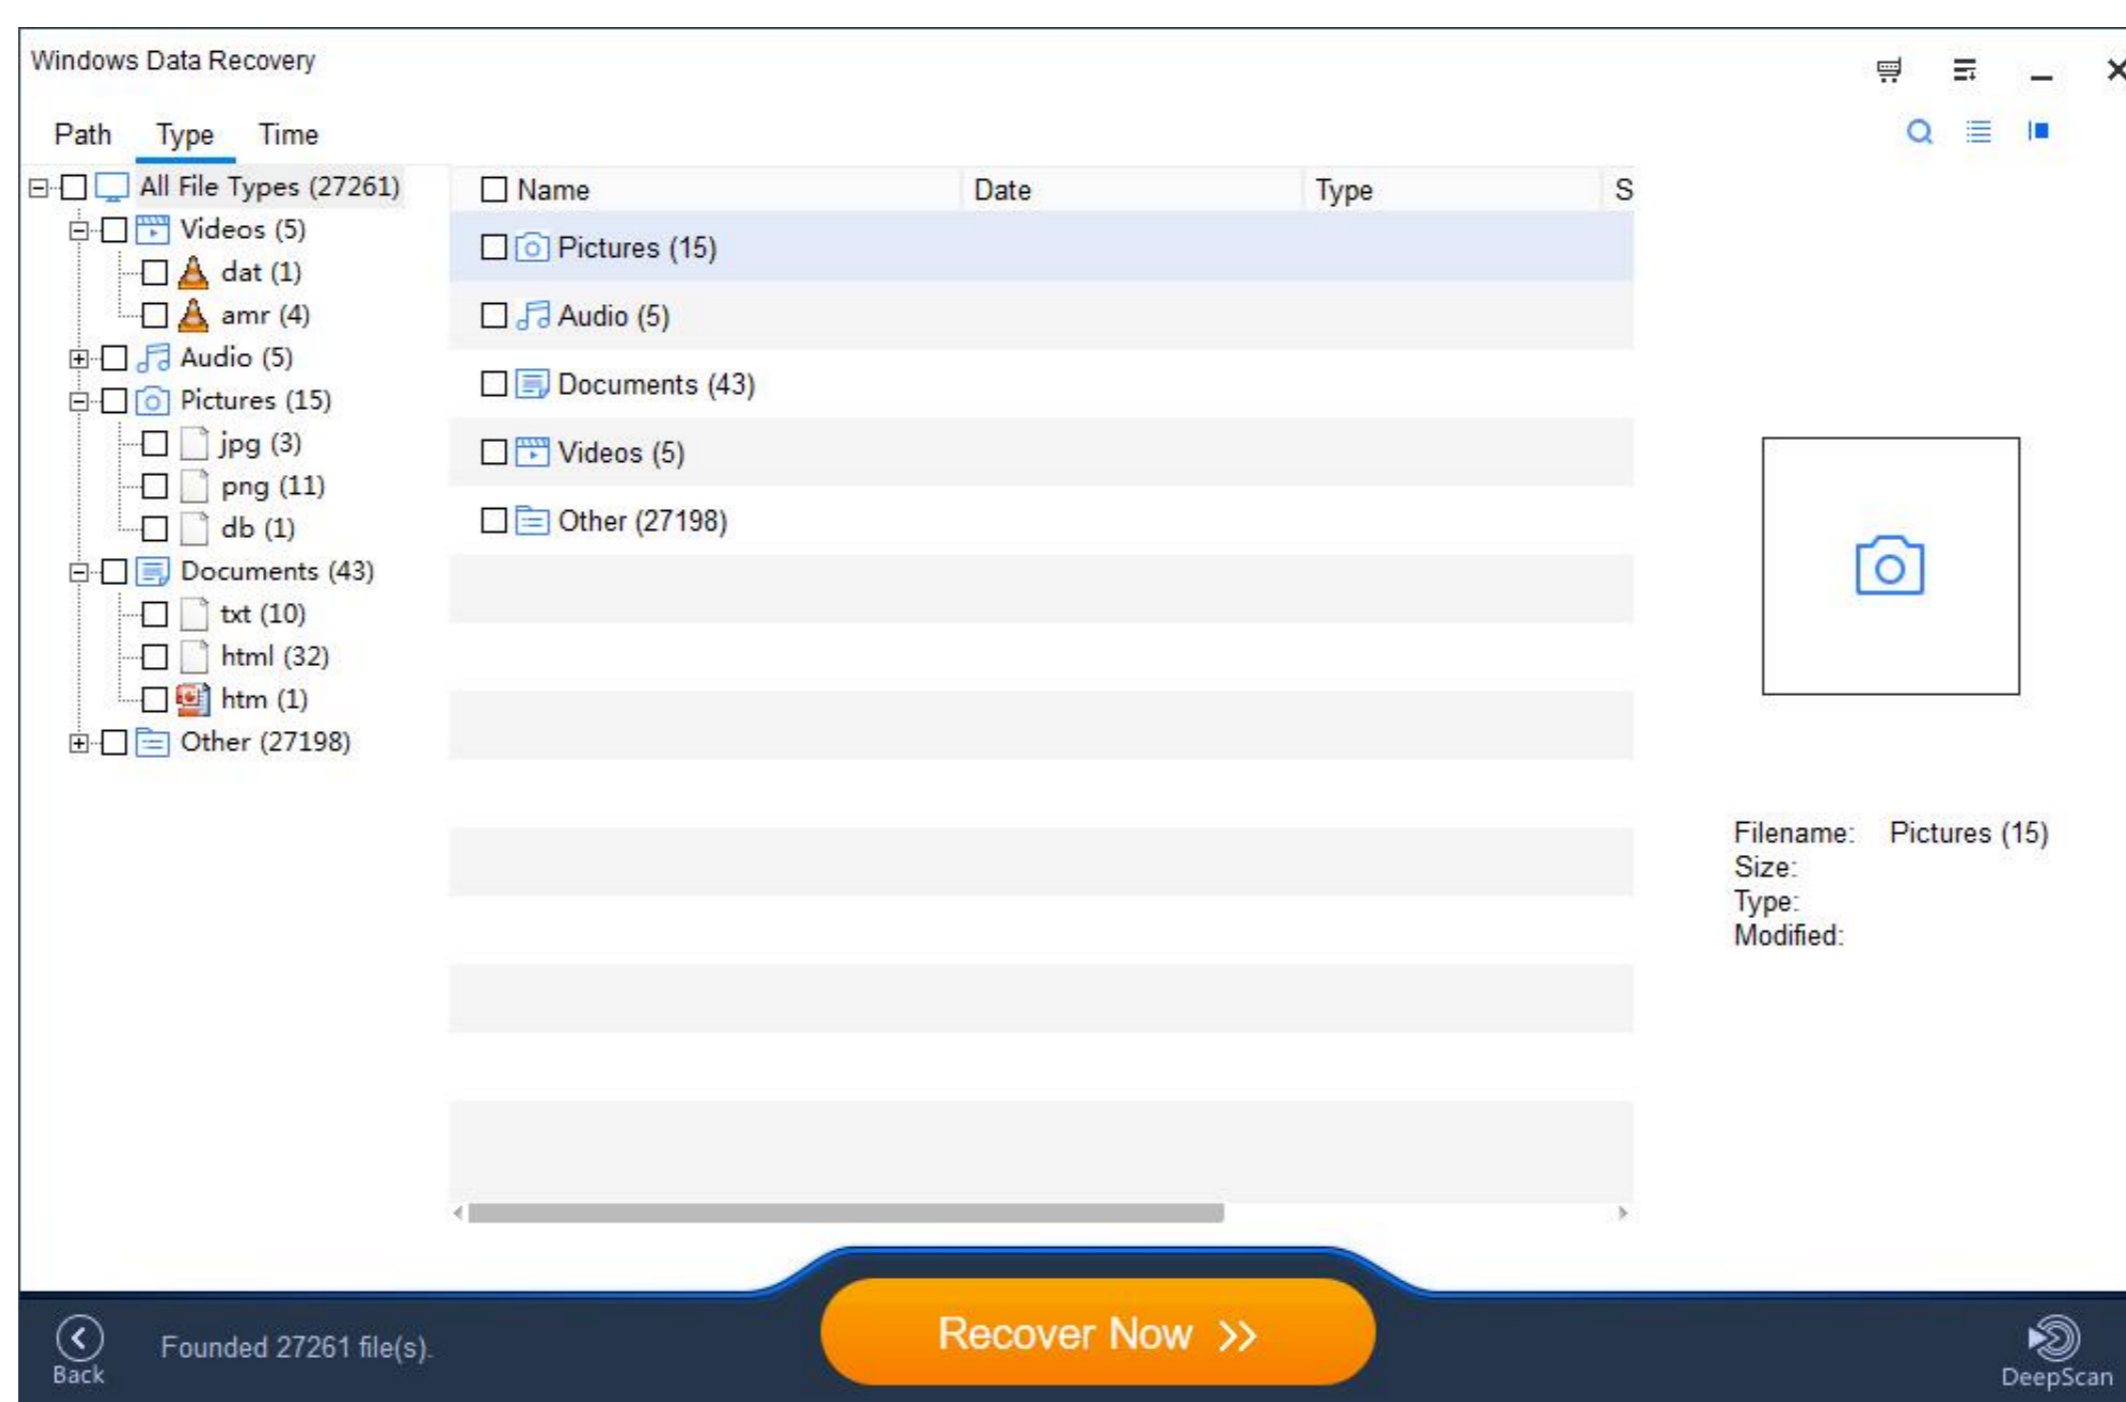 Windows Data Recovery
Path Type Time
All File Types (27261)
Videos (5)
dat (1)
amr (4)
Audio (5)
Pictures (15)
jpg (3)
png (11)
db (1)
Documents (43)
txt (10)
html (32)
htm (1)
Other (27198)
Name Date Type S
Pictures (15)
Audio (5)
Documents (43)
Videos (5)
Other (27198)
Filename: Pictures (15)
Size:
Type:
Modified:
Back
Founded 27261 file(s).
Recover Now >>
DeepScan